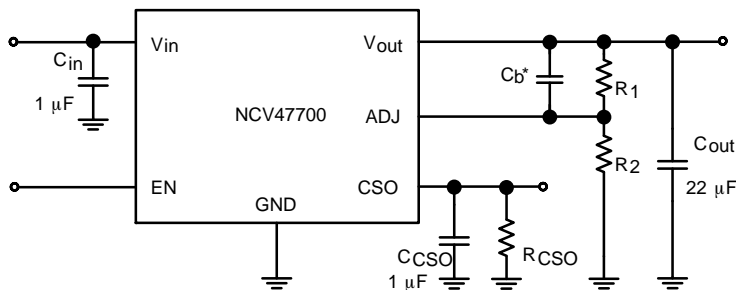 Vin
Vout
Cin
1 μF
Cb*
R1
NCV47700
ADJ
Cout
22 μF
R2
EN
CSO
GND
CCSO
1 μF
RCSO